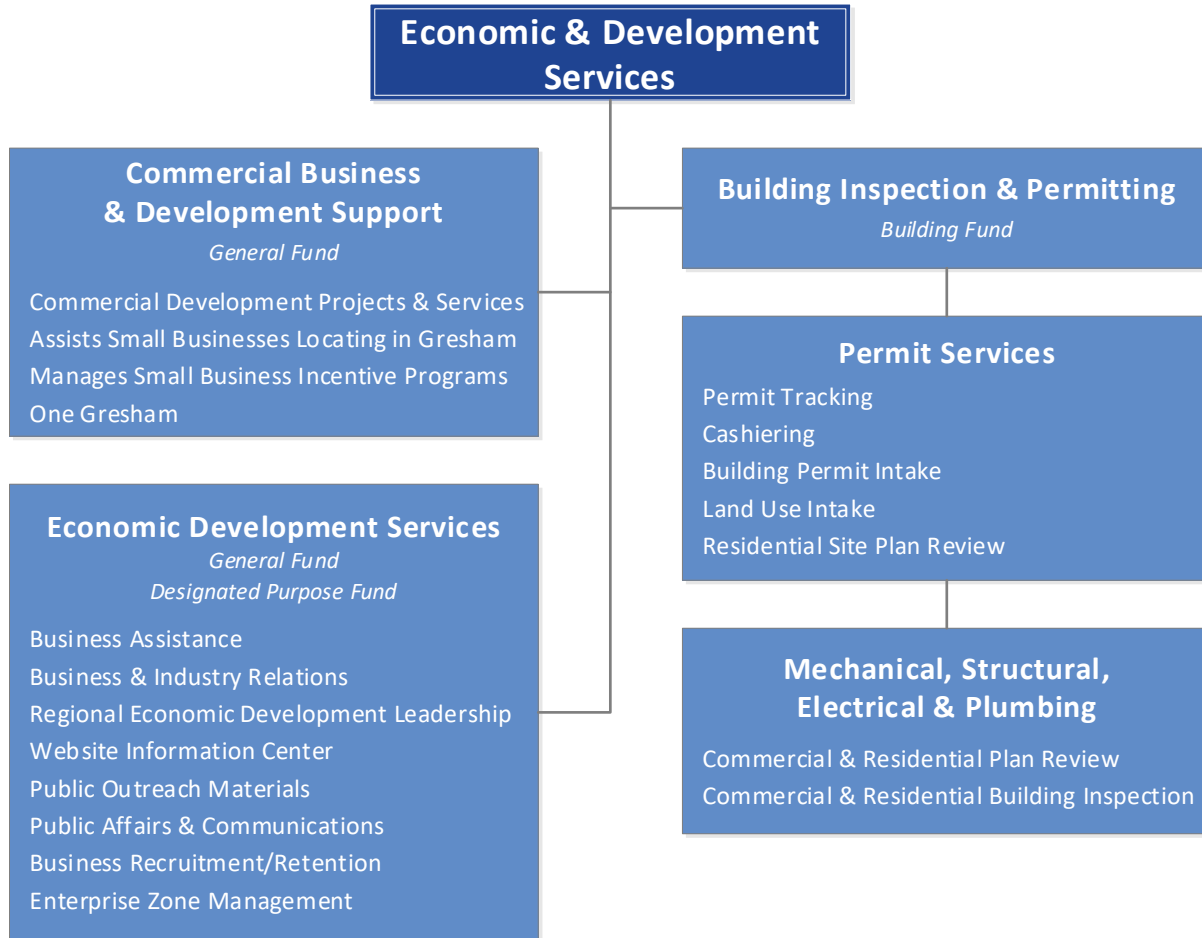 Economic & Development
Services
Commercial Business
& Development Support
General Fund
Commercial Development Projects & Services
Assists Small Businesses Locating in Gresham
Manages Small Business Incentive Programs
One Gresham
Economic Development Services
General Fund
Designated Purpose Fund
Business Assistance
Business & Industry Relations
Regional Economic Development Leadership
Website Information Center
Public Outreach Materials
Public Affairs & Communications
Business Recruitment/Retention
Enterprise Zone Management
Building Inspection & Permitting
Building Fund
Permit Services
Permit Tracking
Cashiering
Building Permit Intake
Land Use Intake
Residential Site Plan Review
Mechanical, Structural,
Electrical & Plumbing
Commercial & Residential Plan Review
Commercial & Residential Building Inspection